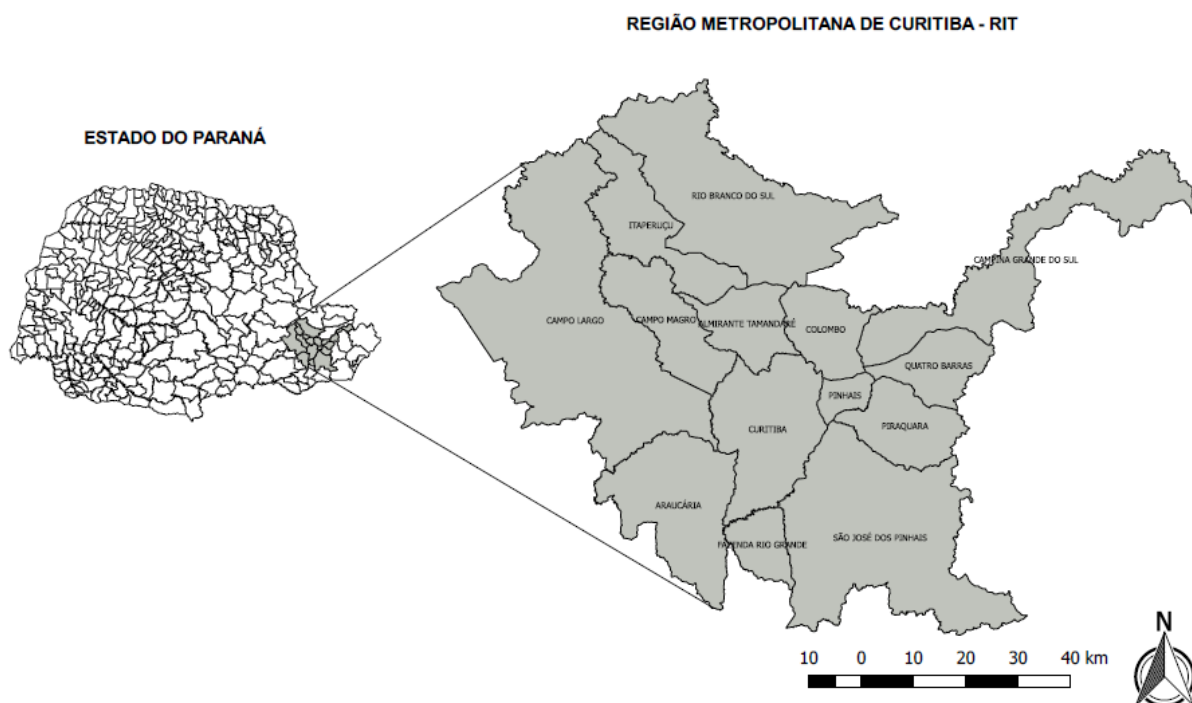 REGIÃO METROPOLITANA DE CURITIBA - RIT
ESTADO DO PARANÁ
RIO BRANCO DO SUL
ITAPERUÇU
CAMPINA GRANDE DO SUL
CAMPO LARGO
CAMPO MAGRO
ALMIRANTE TAMANDARÉ
COLOMBO
QUATRO BARRAS
PINHAIS
CURITIBA
PIRAQUARA
ARAUCÁRIA
FAZENDA RIO GRANDE
SÃO JOSÉ DOS PINHAIS
N
10 0 10 20 30 40 km